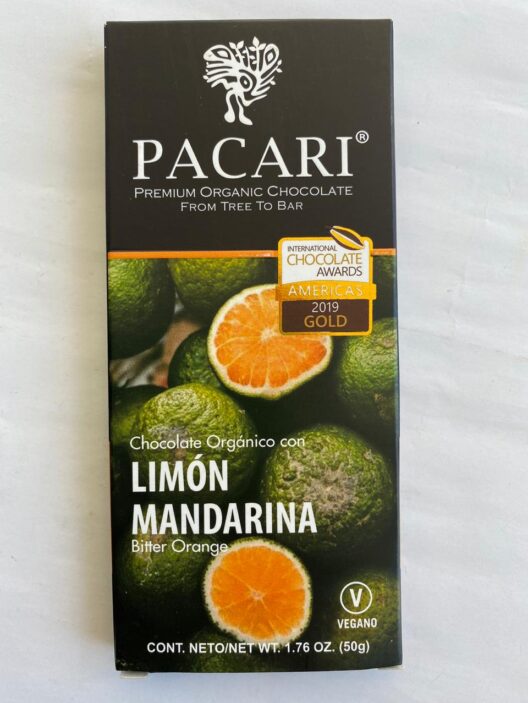 PACARI®
PREMIUM ORGANIC CHOCOLATE
FROM TREE TO BAR
INTERNATIONAL
CHOCOLATE
AWARDS
AMERICAS
2019
GOLD
Chocolate Orgánico con
LIMÓN
MANDARINA
Bitter Orange
V
VEGANO
CONT. NETO/NET WT. 1.76 OZ. (50g)